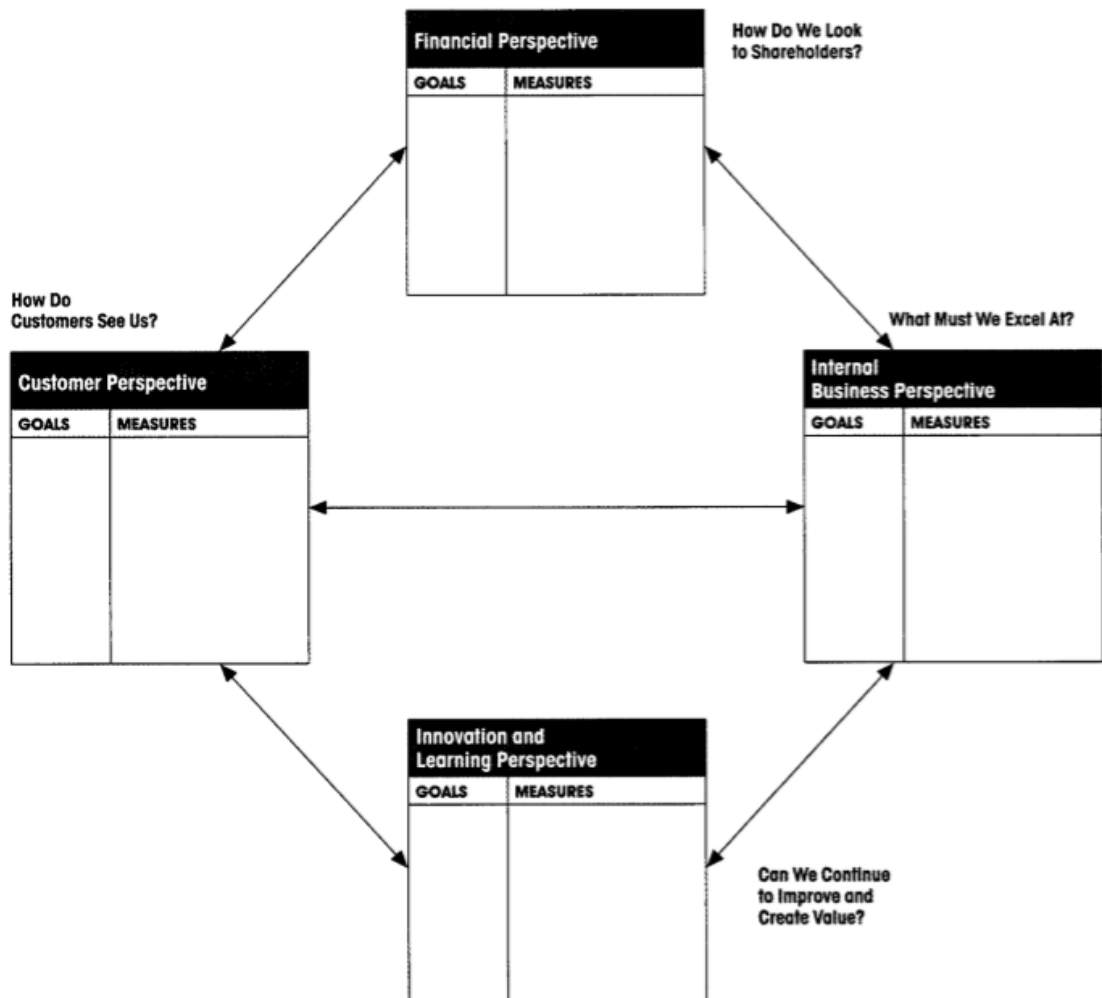 Financial Perspective
How Do We Look
to Shareholders?
GOALS MEASURES
How Do
Customers See Us?
What Must We Excel At?
Customer Perspective
GOALS MEASURES
Internal
Business Perspective
GOALS MEASURES
Innovation and
Learning Perspective
GOALS MEASURES
Can We Continue
to Improve and
Create Value?